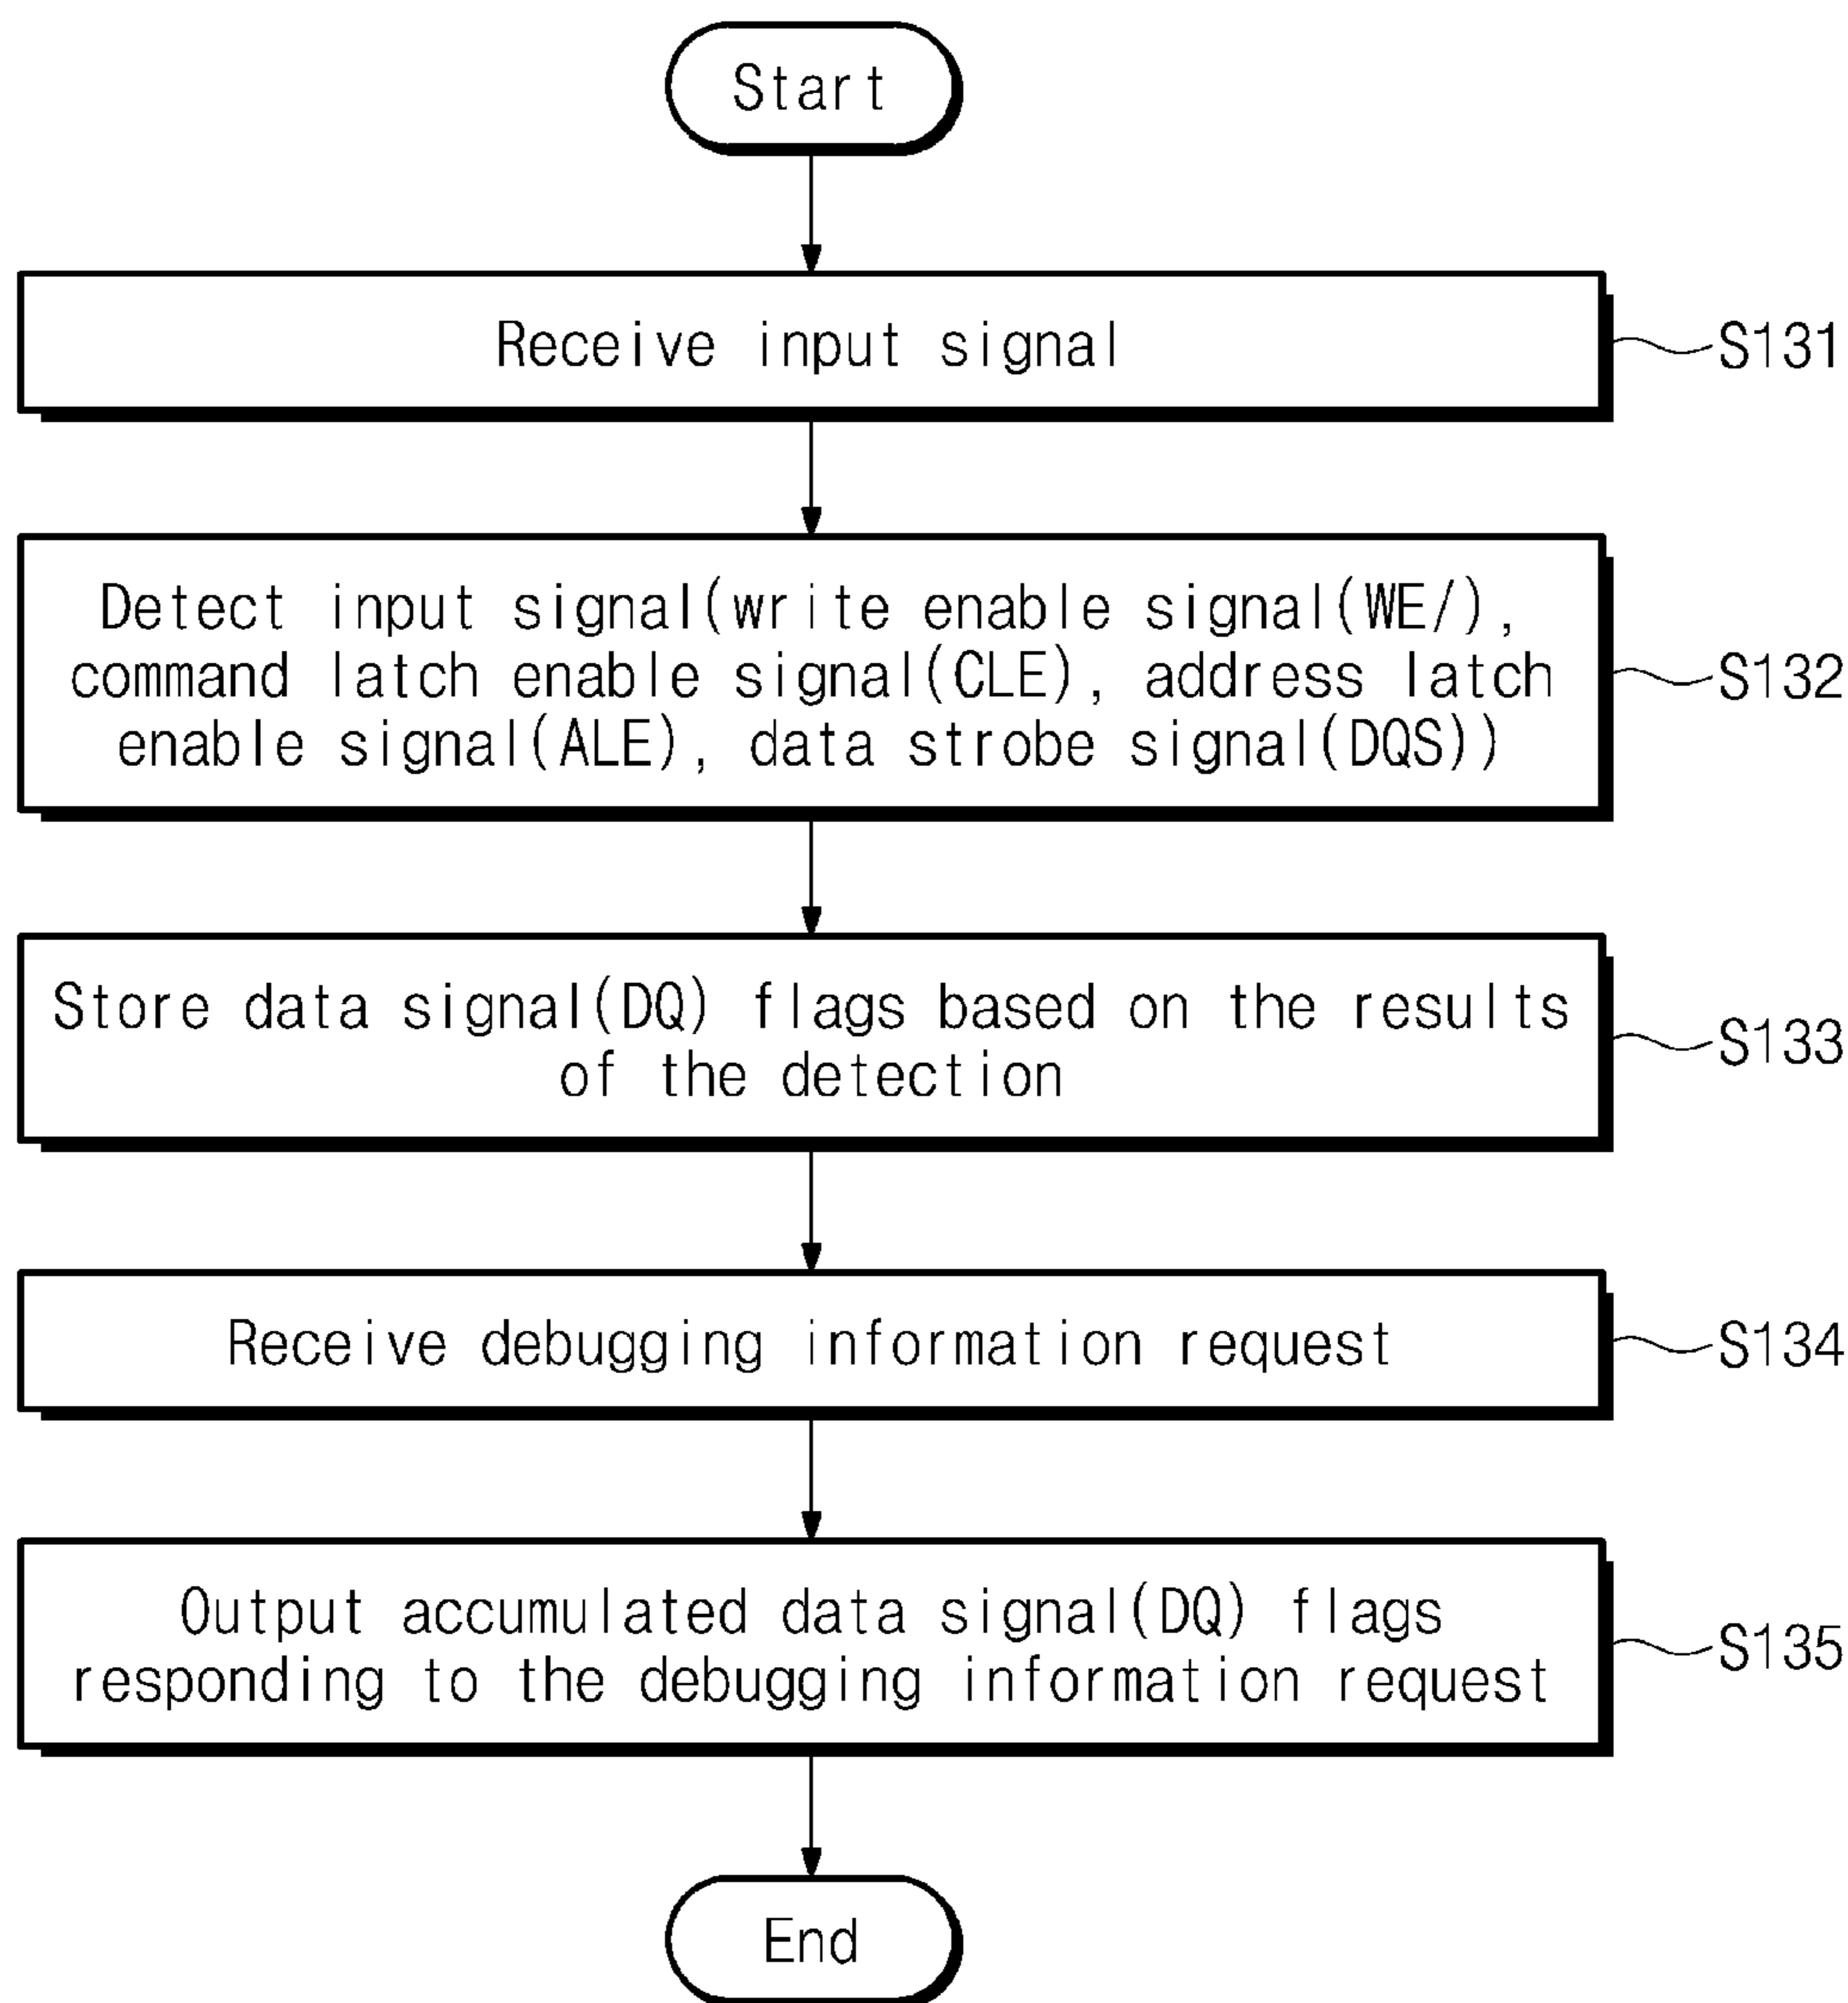 Start
Receive input signal
S131
Detect input signal(write enable signal(WE/),
command latch enable signal(CLE), address latch
enable signal(ALE), data strobe signal(DQS))
S132
Store data signal(DQ) flags based on the results
of the detection
S133
Receive debugging information request
S134
Output accumulated data signal(DQ) flags
responding to the debugging information request
S135
End